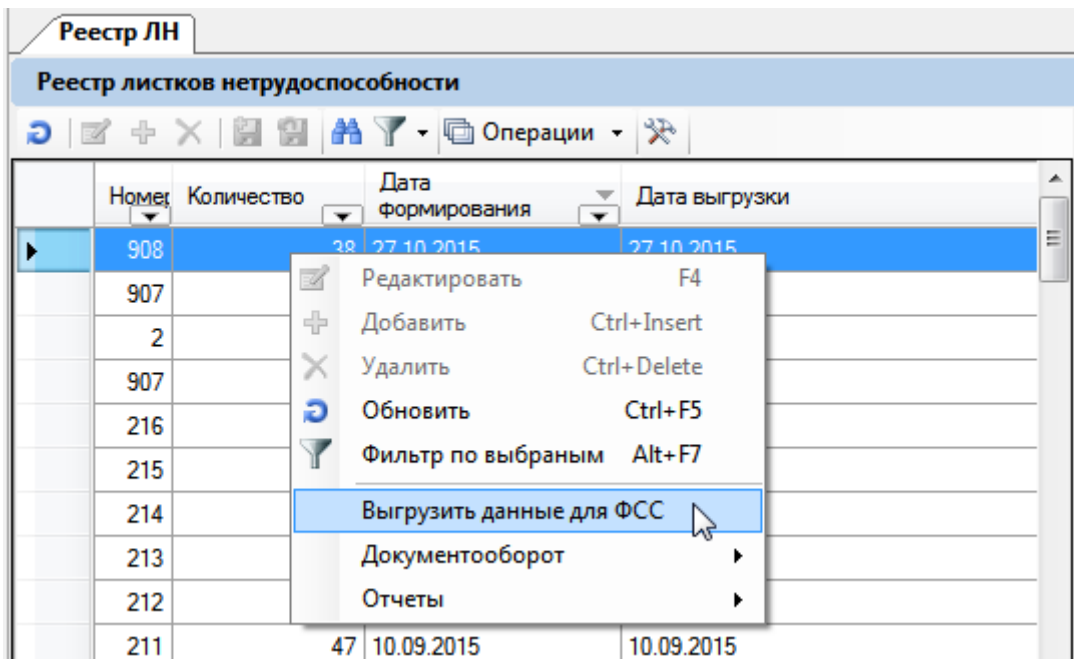 Реестр ЛН
Реестр листков нетрудоспособности
Операции
Номер Количество Дата формирования Дата выгрузки
908 38 27.10.2015 27.10.2015
907
2
907
216
215
214
213
212
211 47 10.09.2015 10.09.2015
Редактировать F4
Добавить Ctrl+Insert
Удалить Ctrl+Delete
Обновить Ctrl+F5
Фильтр по выбраным Alt+F7
Выгрузить данные для ФСС
Документооборот
Отчеты